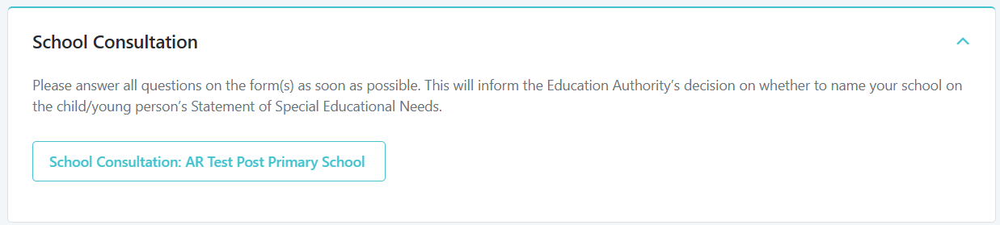 School Consultation
Please answer all questions on the form(s) as soon as possible. This will inform the Education Authority’s decision on whether to name your school on
the child/young person’s Statement of Special Educational Needs.
School Consultation: AR Test Post Primary School